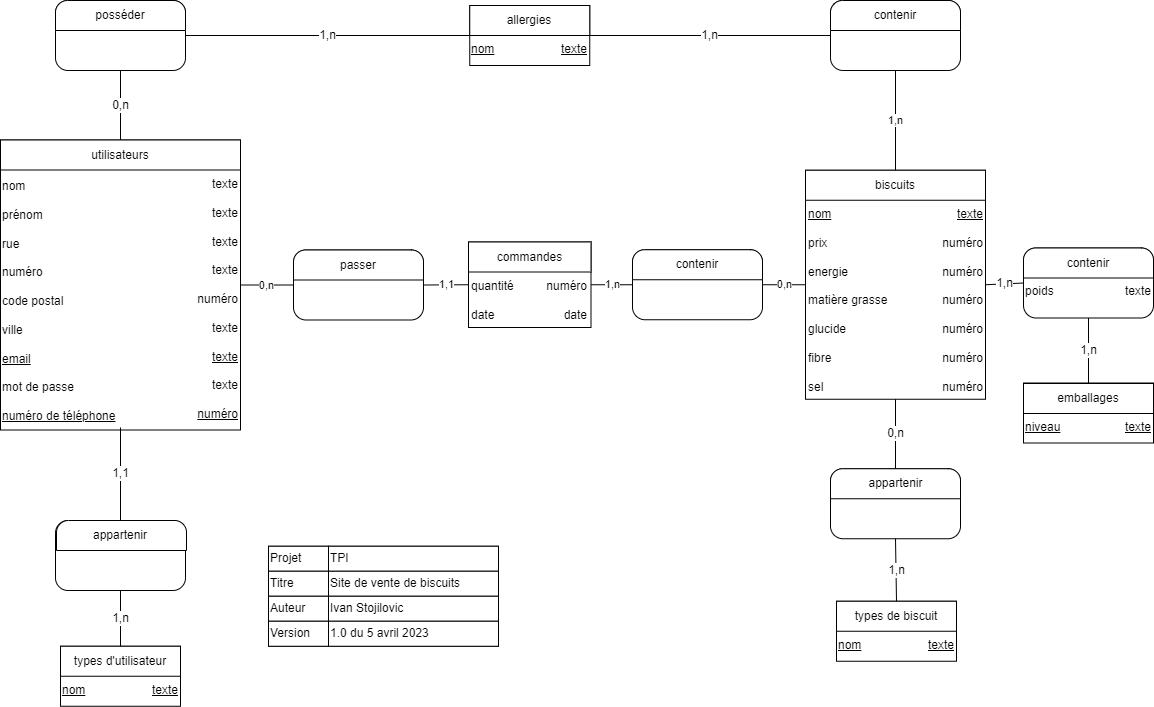 posséder
allergies
contenir
1,n
1,n
nom texte
0,n
1,n
utilisateurs
nom texte
prénom texte
rue texte
numéro texte
code postal numéro
ville texte
email texte
mot de passe texte
numéro de téléphone numéro
0,n
passer
1,1
commandes
quantité numéro
date date
1,n
contenir
0,n
biscuits
nom texte
prix numéro
energie numéro
matière grasse numéro
glucide numéro
fibre numéro
sel numéro
1,n
contenir
poids texte
1,n
emballages
niveau texte
1,1
appartenir
1,n
types d'utilisateur
nom texte
0,n
appartenir
1,n
types de biscuit
nom texte
Projet TPI
Titre Site de vente de biscuits
Auteur Ivan Stojilovic
Version 1.0 du 5 avril 2023